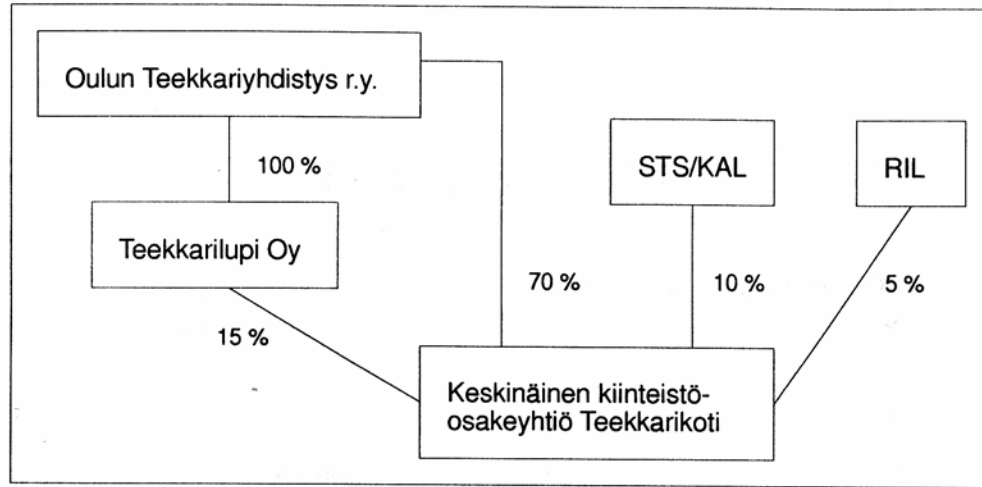 Oulun Teekkariyhdistys r.y.
100 %
STS/KAL
RIL
Teekkarilupi Oy
70 %
10 %
5 %
15 %
Keskinäinen kiinteistö-
osakeyhtiö Teekkarikoti